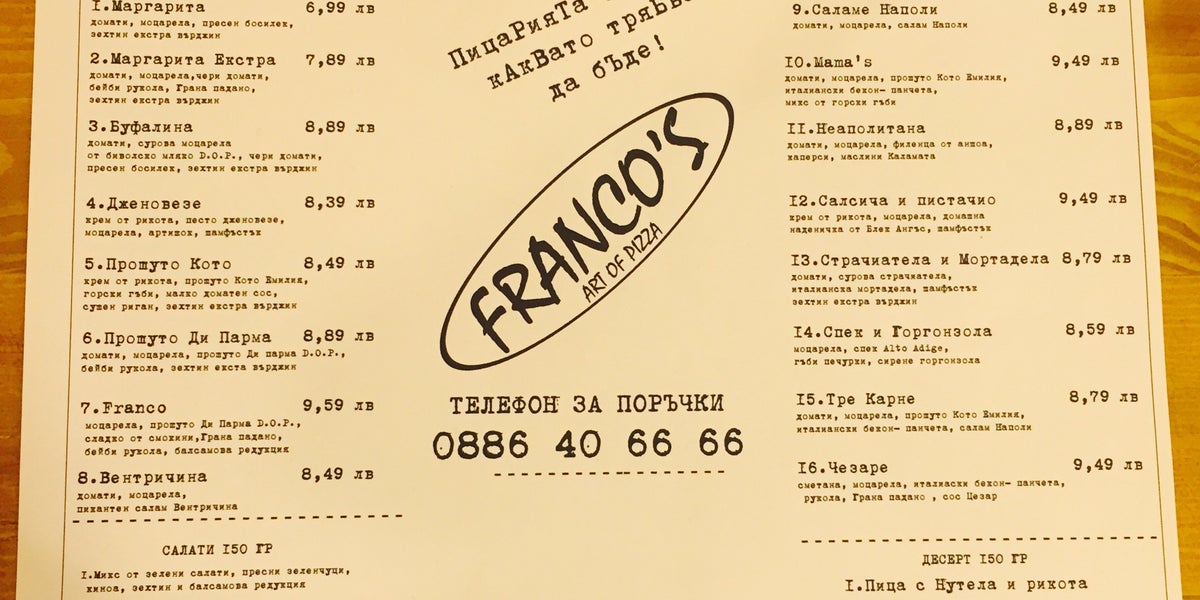 1.Маргарита 6,99 лв
домати, моцарела, пресен босилек,
зехтин екстра върджин
2.Маргарита Екстра 7,89 лв
домати, моцарела,чери домати,
бейби рукола, Грана падано,
зехтин екстра върджин
3.Буфалина 8,89 лв
домати, сурова моцарела
от биволско мляко D.O.P., чери домати,
пресен босилек, зехтин екстра върджин
4.Дженовезе 8,39 лв
крем от рикота, песто дженовезе,
моцарела, артишок, шамфъстък
5.Прошуто Кото 8,49 лв
крем от рикота, прошуто Кото Емилия,
горски гъби, малко доматен сос,
сушен риган, зехтин екстра върджин
6.Прошуто Ди Парма 8,89 лв
домати, моцарела, прошуто Ди парма D.O.P.,
бейби рукола, зехтин екста върджин
7.Franco 9,59 лв
моцарела, прошуто Ди Парма D.O.P.,
сладко от смокини,Грана падано,
бейби рукола, балсамова редукция
8.Вентричина 8,49 лв
домати, моцарела,
пикантен салам Вентричина
САЛАТИ 150 ГР
1.Микс от зелени салати, пресни зеленчуци,
киноа, зехтин и балсамова редукция
ПицаРияТа
кАкВато тряbВа
да бЪде!
FRANCO'S
ART OF PIZZA
ТЕЛЕФОН ЗА ПОРЪЧКИ
0886 40 66 66
9.Саламе Наполи 8,49 лв
домати, моцарела, салам Наполи
10.Mama's 9,49 лв
домати, моцарела, прошуто Кото Емилия,
италиански бекон- панчета,
микс от горски гъби
11.Неаполитана 8,89 лв
домати, моцарела, филенца от аншоа,
каперси, маслини Каламата
12.Салсича и пистачио 9,49 лв
крем от рикота, моцарела, домашна
наденичка от Блек Ангъс, шамфъстък
13.Страчиатела и Мортадела 8,79 лв
домати, сурова страчиатела,
италианска мортадела, шамфъстък
зехтин екстра върджин
14.Спек и Горгонзола 8,59 лв
моцарела, спек Alto Adige,
гъби печурки, сирене горгонзола
15.Тре Карне 8,79 лв
домати, моцарела, прошуто Кото Емилия,
италиански бекон- панчета, салам Наполи
16.Чезаре 9,49 лв
сметана, моцарела, италиаски бекон- панчета,
рукола, Грана падано , сос Цезар
ДЕСЕРТ 150 ГР
1.Пица с Нутела и рикота